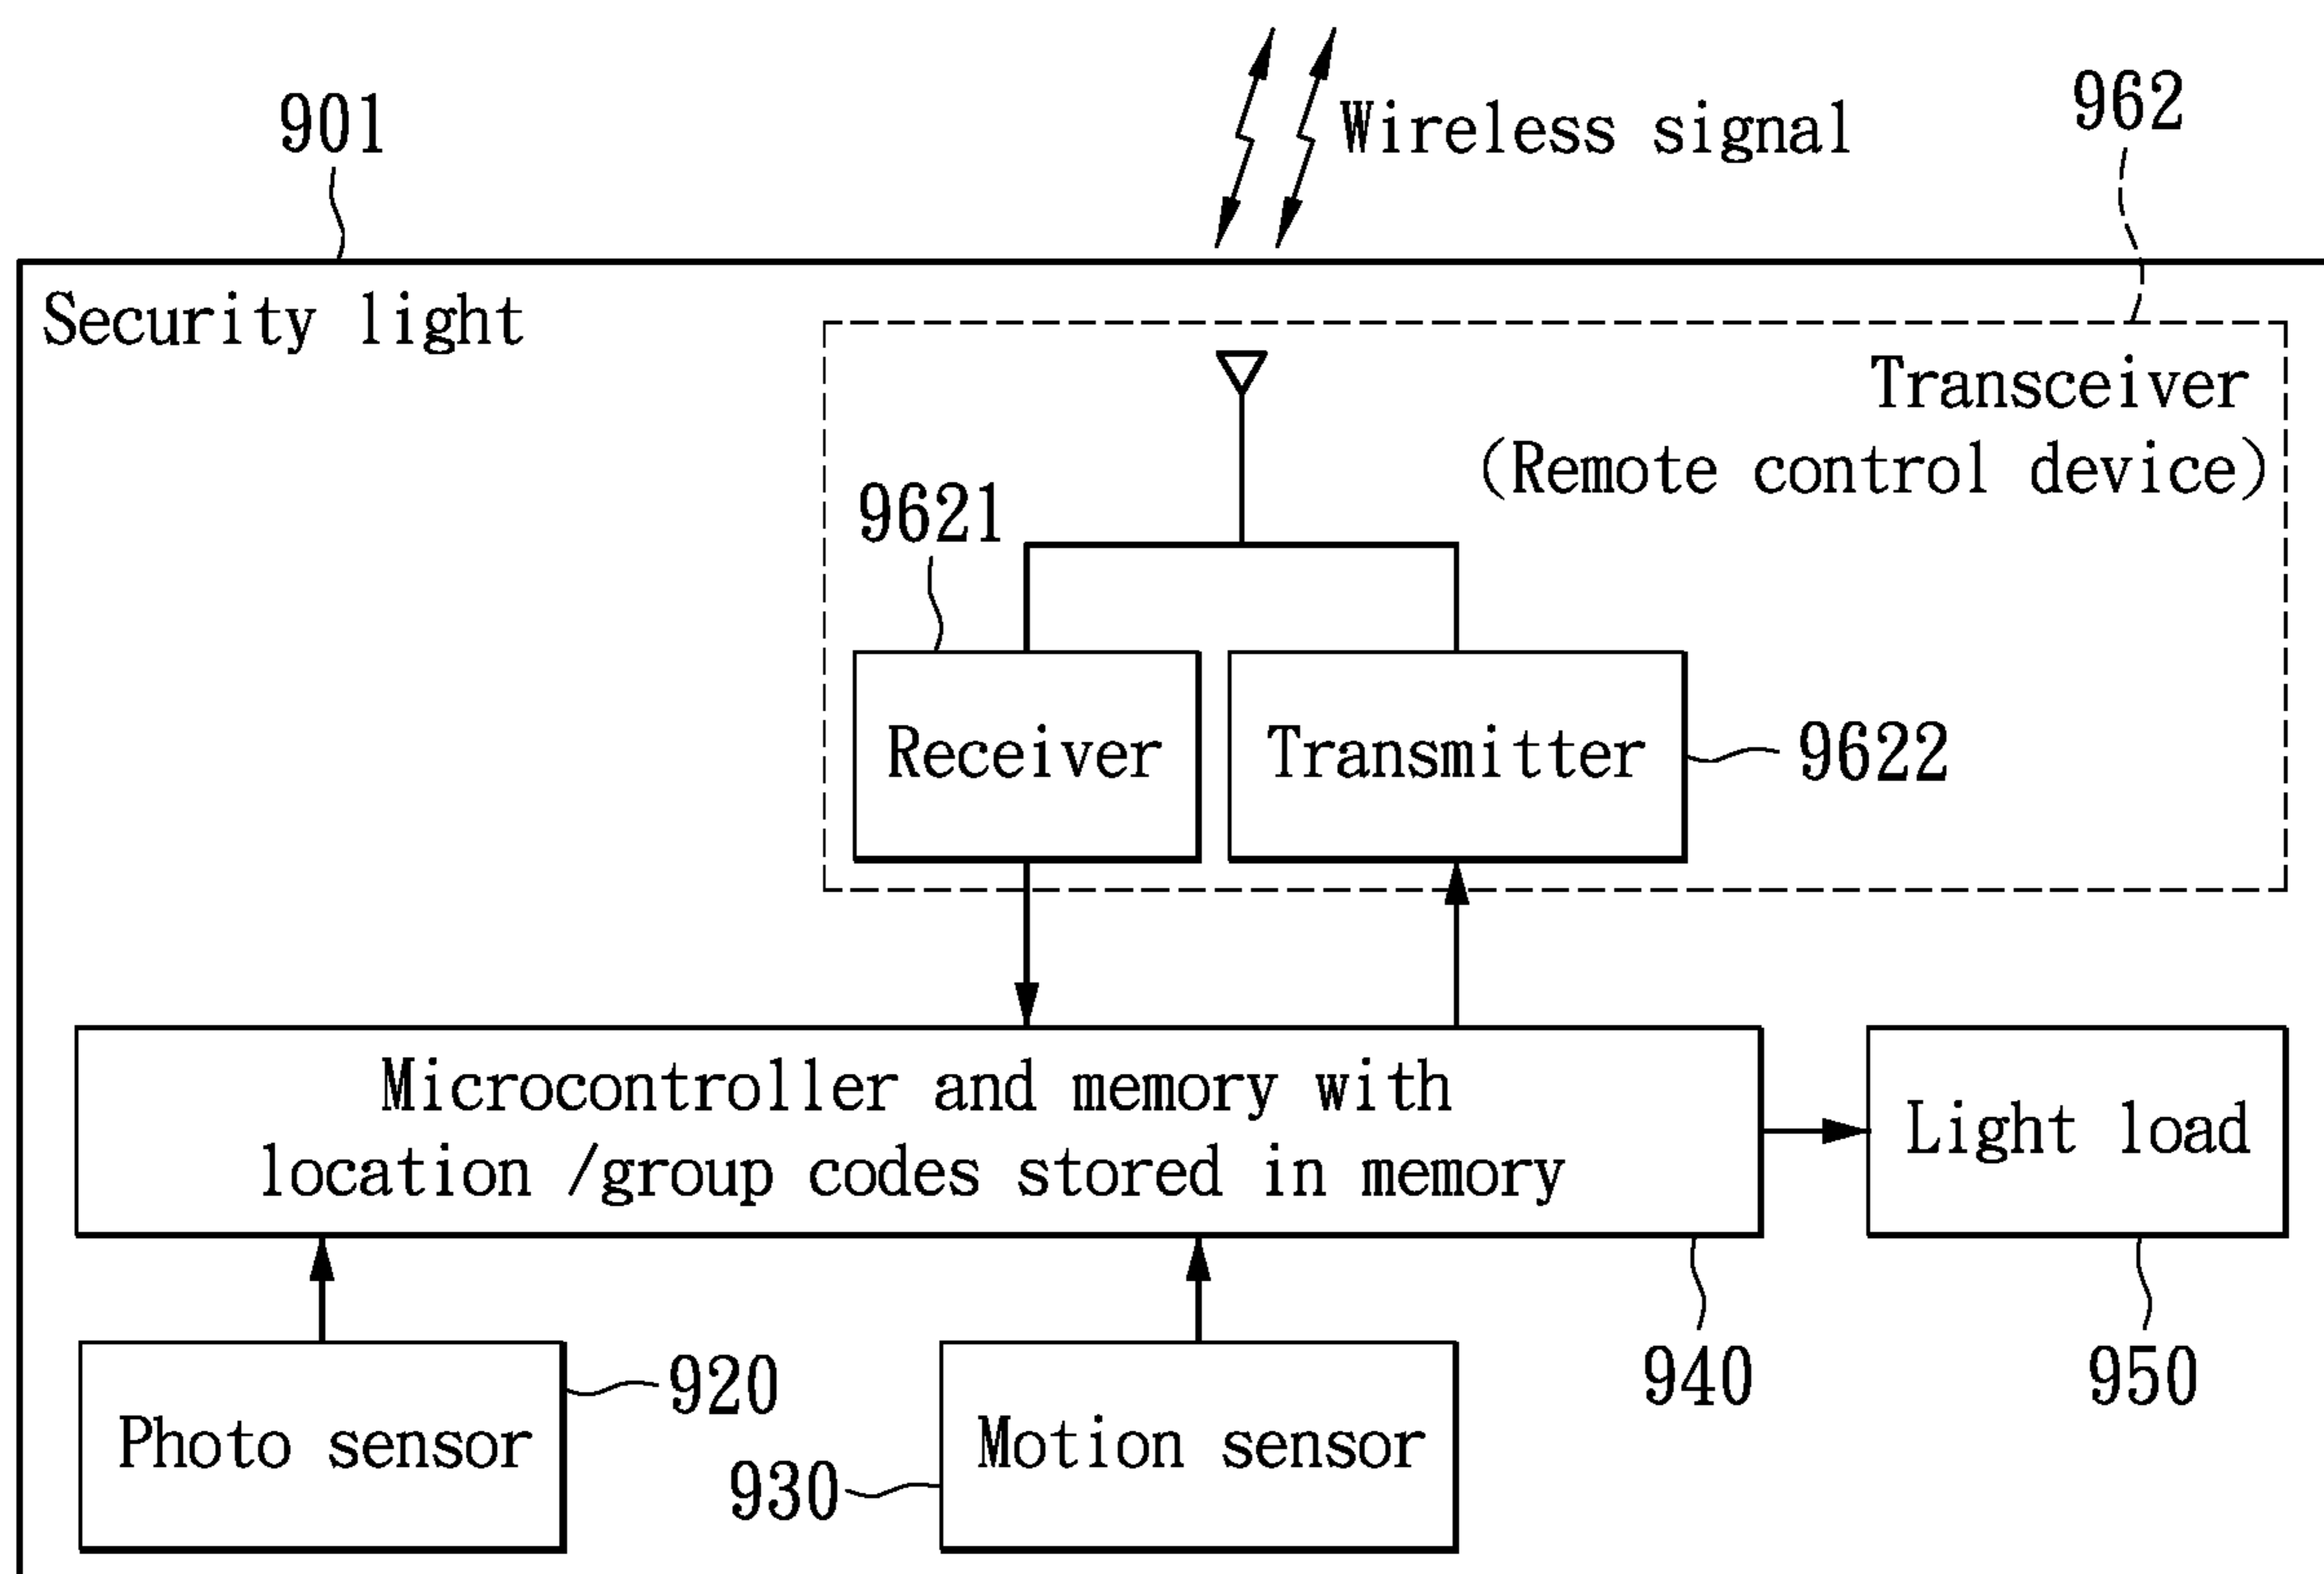 901
Wireless signal
962
Security light
Transceiver
(Remote control device)
9621
Receiver
Transmitter
9622
Microcontroller and memory with
location /group codes stored in memory
Light load
Photo sensor
920
930
Motion sensor
940
950